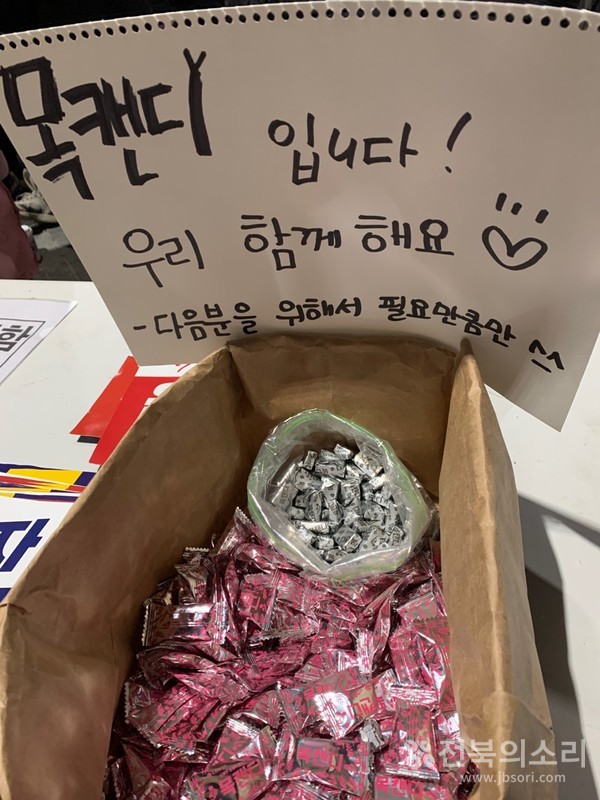 목캔디 입니다!
우리 함께해요
- 다음분을 위해서 필요만큼만 ^^
전북의소리
www.jbsori.com